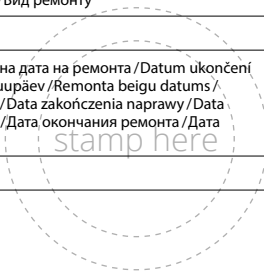 /Вид ремонту
на дата на ремонта/Datum ukončení
uupäev/Remonta beigu datums/
/Data zakończenia naprawy/Data
/Дата окончания ремонта/Дата
stamp here